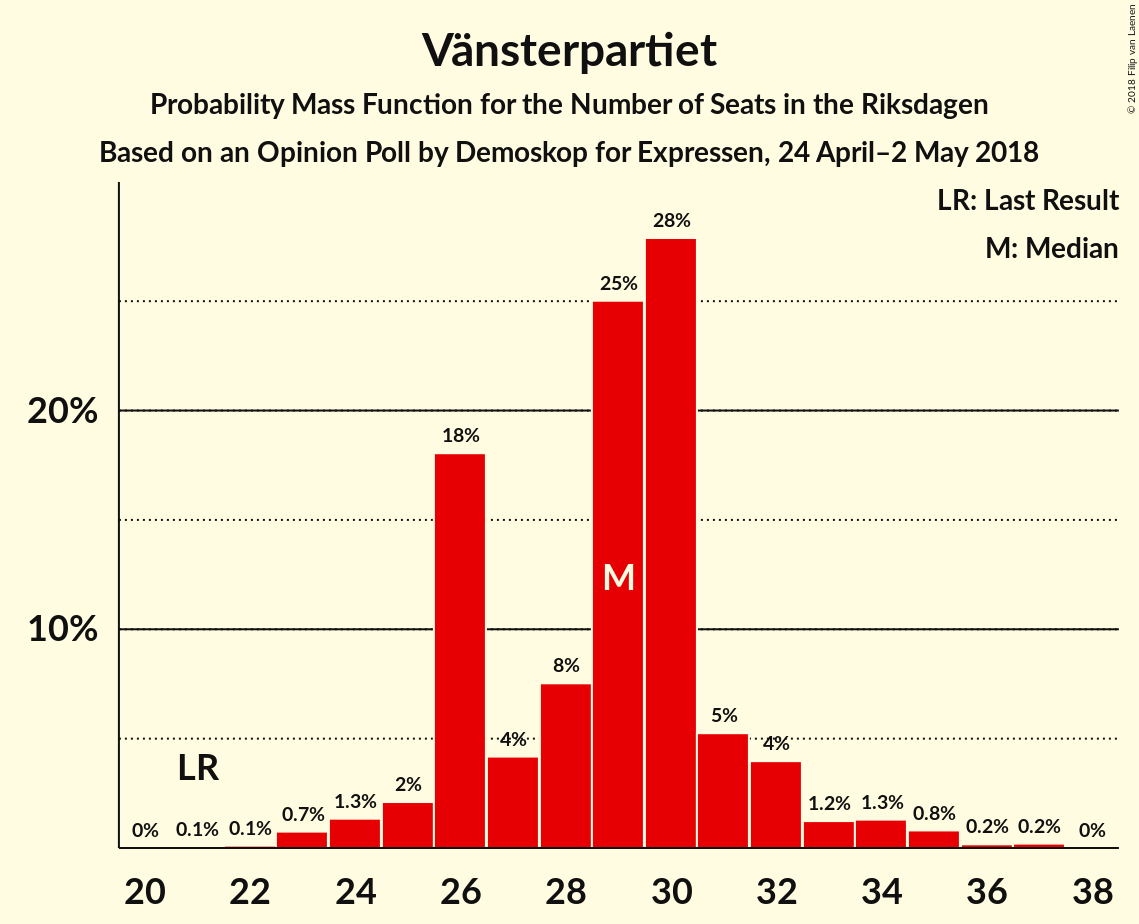 Vänsterpartiet
Probability Mass Function for the Number of Seats in the Riksdagen
Based on an Opinion Poll by Demoskop for Expressen, 24 April–2 May 2018
© 2018 Filip van Laenen
LR: Last Result
M: Median
28%
25%
20%
18%
M
10%
8%
5%
4%
4%
LR
2%
1.3%
0.7%
0.1%
0.1%
0%
1.2%
1.3%
0.8%
0.2%
0.2%
0%
20 22 24 26 28 30 32 34 36 38